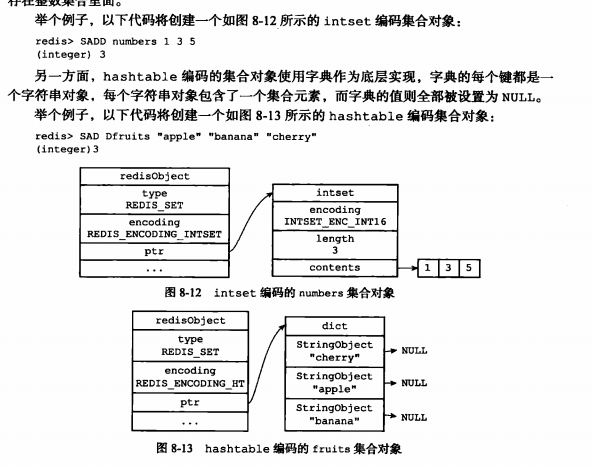 存在整数集合里面。
举个例子，以下代码将创建一个如图 8-12 所示的 intset 编码集合对象：
redis> SADD numbers 1 3 5
(integer) 3
另一方面，hashtable 编码的集合对象使用字典作为底层实现，字典的每个键都是一
个字符串对象，每个字符串对象包含了一个集合元素，而字典的值则全部被设置为 NULL。
举个例子，以下代码将创建一个如图 8-13 所示的 hashtable 编码集合对象：
redis> SAD Dfruits "apple" "banana" "cherry"
(integer)3
redisObject
type
REDIS_SET
encoding
REDIS_ENCODING_INTSET
ptr
...
intset
encoding
INTSET_ENC_INT16
length
3
contents
1 3 5
图 8-12 intset 编码的 numbers 集合对象
redisObject
type
REDIS_SET
encoding
REDIS_ENCODING_HT
ptr
...
dict
StringObject
"cherry"
NULL
StringObject
"apple"
NULL
StringObject
"banana"
NULL
图 8-13 hashtable 编码的 fruits 集合对象